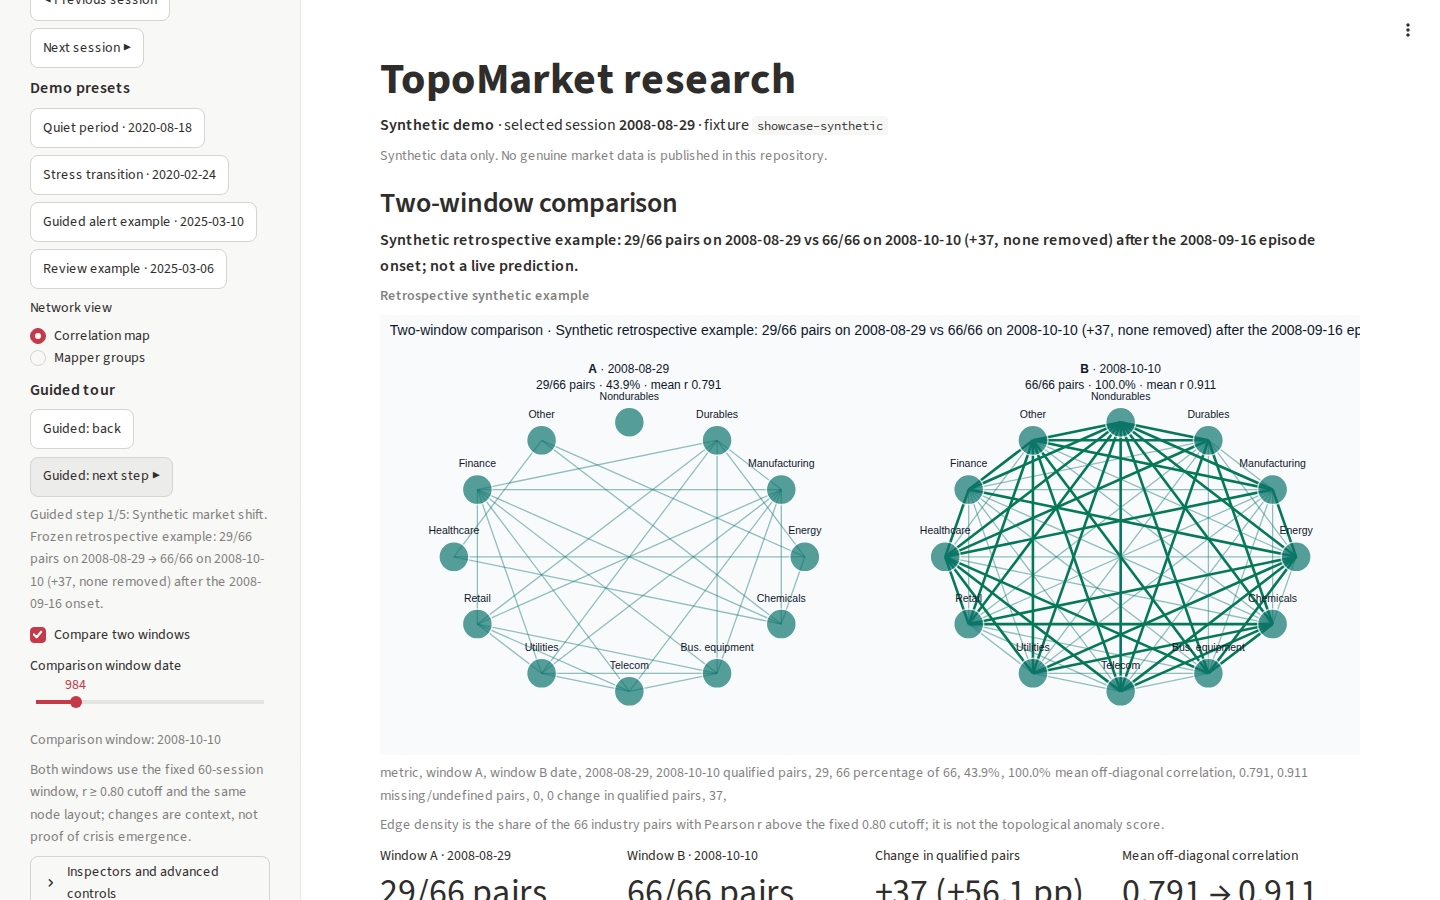 ◂ Previous session
Next session ▸
Demo presets
Quiet period · 2020-08-18
Stress transition · 2020-02-24
Guided alert example · 2025-03-10
Review example · 2025-03-06
Network view
Correlation map
Mapper groups
Guided tour
Guided: back
Guided: next step ▸
Guided step 1/5: Synthetic market shift.
Frozen retrospective example: 29/66
pairs on 2008-08-29 → 66/66 on 2008-10-
10 (+37, none removed) after the 2008-
09-16 onset.
Compare two windows
Comparison window date
984
Comparison window: 2008-10-10
Both windows use the fixed 60-session
window, r ≥ 0.80 cutoff and the same
node layout; changes are context, not
proof of crisis emergence.
Inspectors and advanced
controls
TopoMarket research
Synthetic demo · selected session 2008-08-29 · fixture showcase-synthetic
Synthetic data only. No genuine market data is published in this repository.
Two-window comparison
Synthetic retrospective example: 29/66 pairs on 2008-08-29 vs 66/66 on 2008-10-10 (+37, none removed) after the 2008-09-16 episode
onset; not a live prediction.
Retrospective synthetic example
Two-window comparison · Synthetic retrospective example: 29/66 pairs on 2008-08-29 vs 66/66 on 2008-10-10 (+37, none removed) after the 2008-09-16 ep
A · 2008-08-29
29/66 pairs · 43.9% · mean r 0.791
Nondurables
Other
Durables
Finance
Manufacturing
Healthcare
Energy
Retail
Chemicals
Utilities
Bus. equipment
Telecom
B · 2008-10-10
66/66 pairs · 100.0% · mean r 0.911
Nondurables
Other
Durables
Finance
Manufacturing
Healthcare
Energy
Retail
Chemicals
Utilities
Bus. equipment
Telecom
metric, window A, window B date, 2008-08-29, 2008-10-10 qualified pairs, 29, 66 percentage of 66, 43.9%, 100.0% mean off-diagonal correlation, 0.791, 0.911
missing/undefined pairs, 0, 0 change in qualified pairs, 37,
Edge density is the share of the 66 industry pairs with Pearson r above the fixed 0.80 cutoff; it is not the topological anomaly score.
Window A · 2008-08-29
29/66 pairs
Window B · 2008-10-10
66/66 pairs
Change in qualified pairs
+37 (+56.1 pp)
Mean off-diagonal correlation
0.791 → 0.911